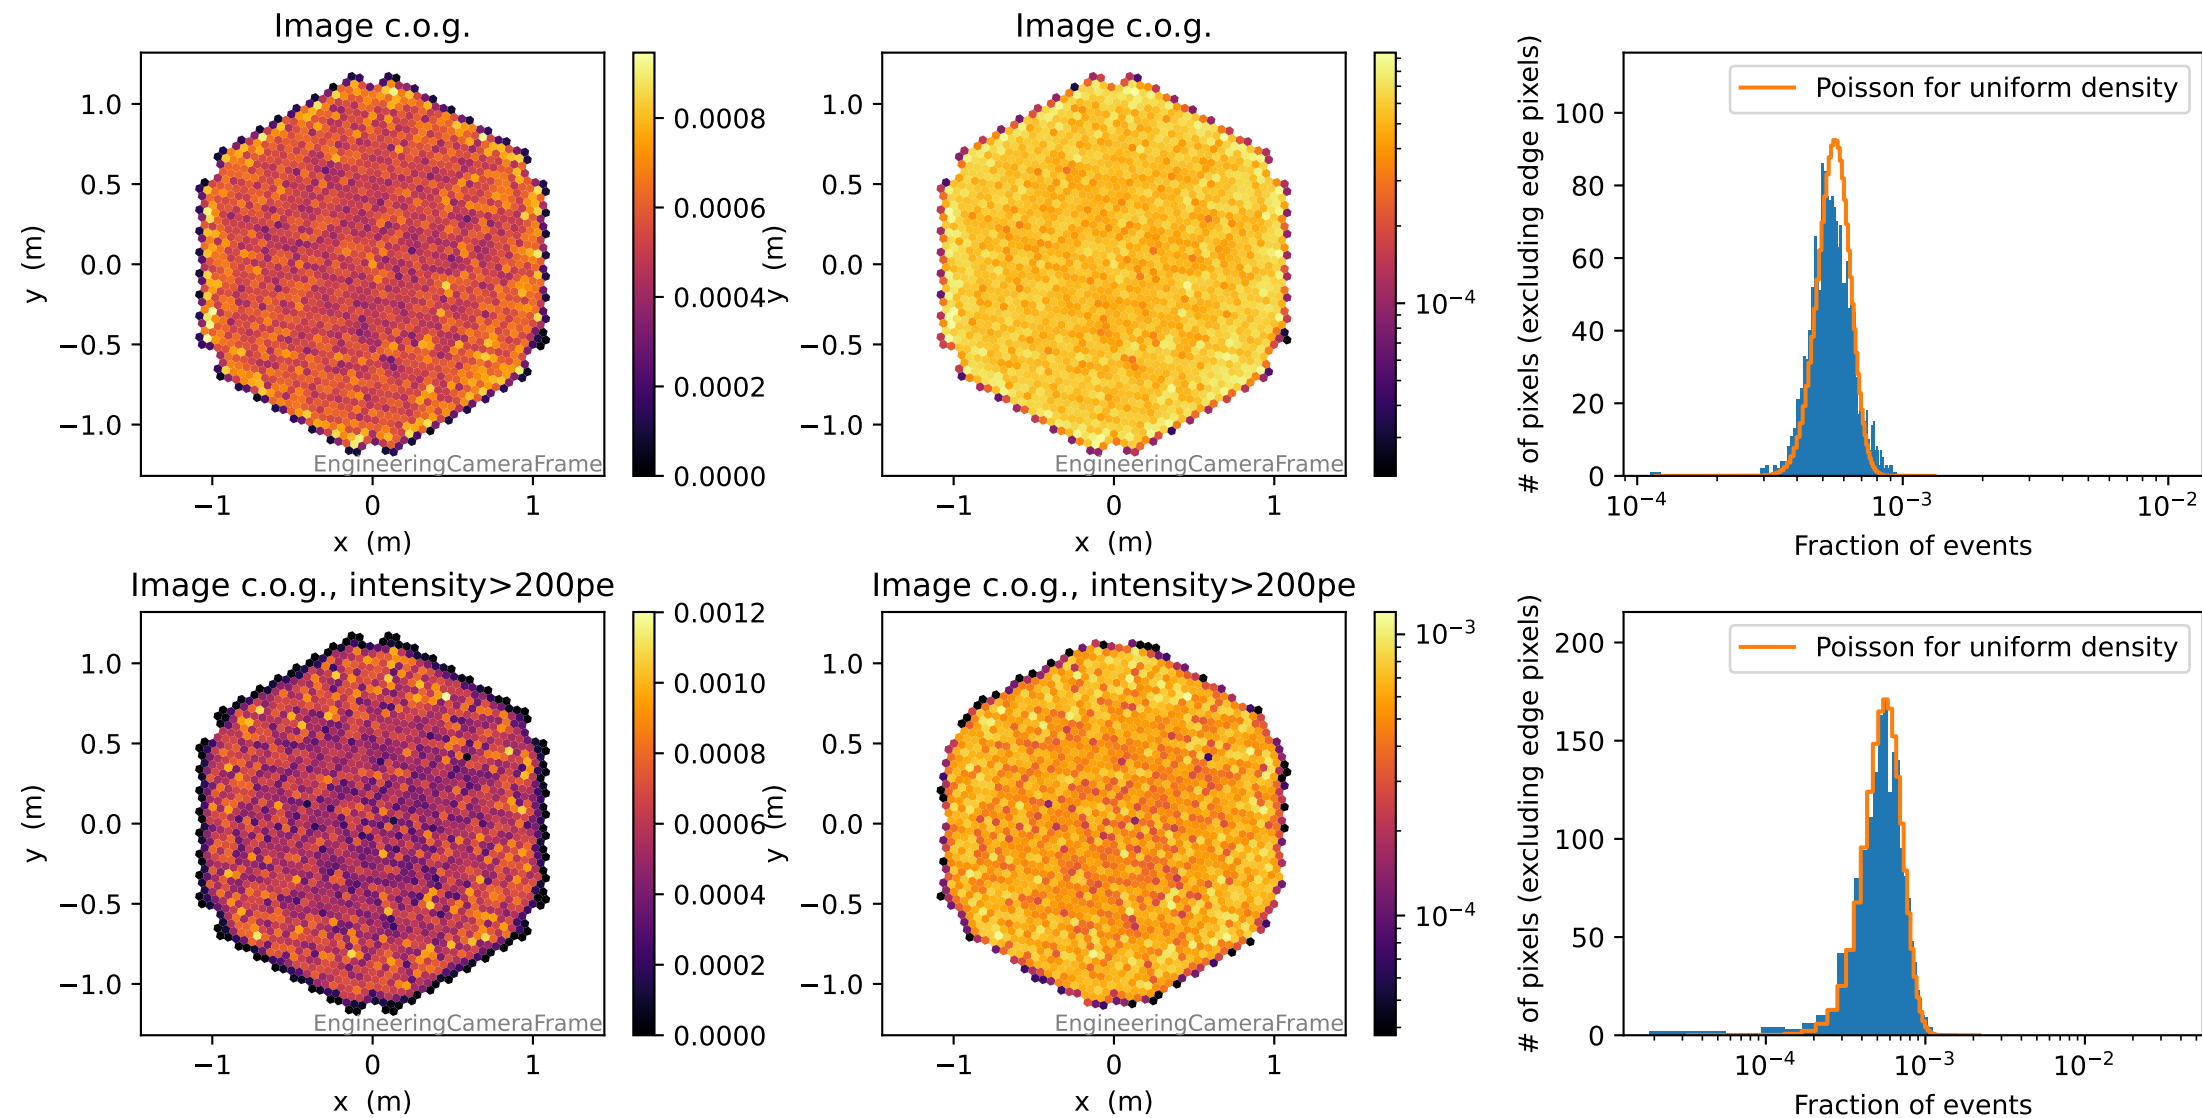 Image c.o.g.
1.0
0.5
0.0
−0.5
−1.0
y (m)
−1
0
1
x (m)
EngineeringCameraFrame
0.0008
0.0006
0.0004
0.0002
0.0000
Image c.o.g.
1.0
0.5
0.0
−0.5
−1.0
y (m)
−1
0
1
x (m)
EngineeringCameraFrame
10⁻⁴
Poisson for uniform density
100
80
60
40
20
0
# of pixels (excluding edge pixels)
10⁻⁴
10⁻³
10⁻²
Fraction of events
Image c.o.g., intensity>200pe
1.0
0.5
0.0
−0.5
−1.0
y (m)
−1
0
1
x (m)
EngineeringCameraFrame
0.0012
0.0010
0.0008
0.0006
0.0004
0.0002
0.0000
Image c.o.g., intensity>200pe
1.0
0.5
0.0
−0.5
−1.0
y (m)
−1
0
1
x (m)
EngineeringCameraFrame
10⁻³
10⁻⁴
Poisson for uniform density
200
150
100
50
0
# of pixels (excluding edge pixels)
10⁻⁴
10⁻³
10⁻²
Fraction of events